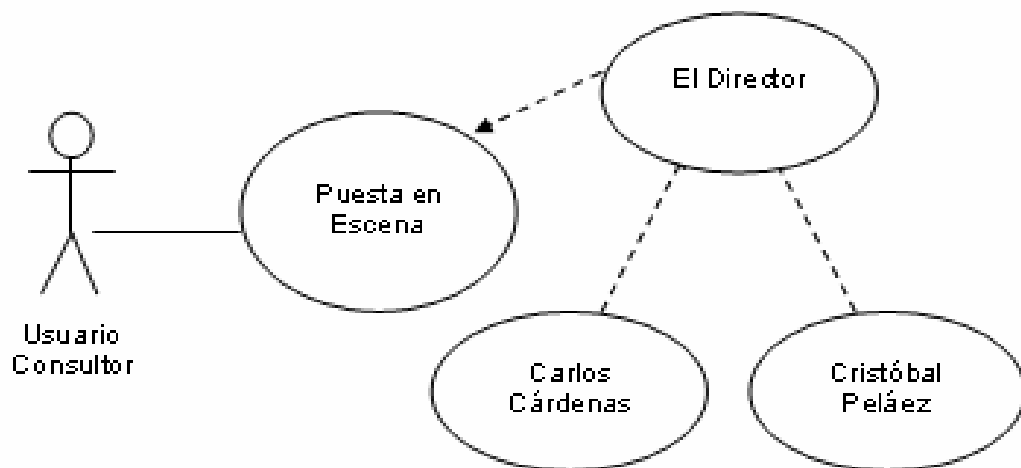 El Director
Puesta en
Escena
Usuario
Consultor
Carlos
Cárdenas
Cristóbal
Peláez